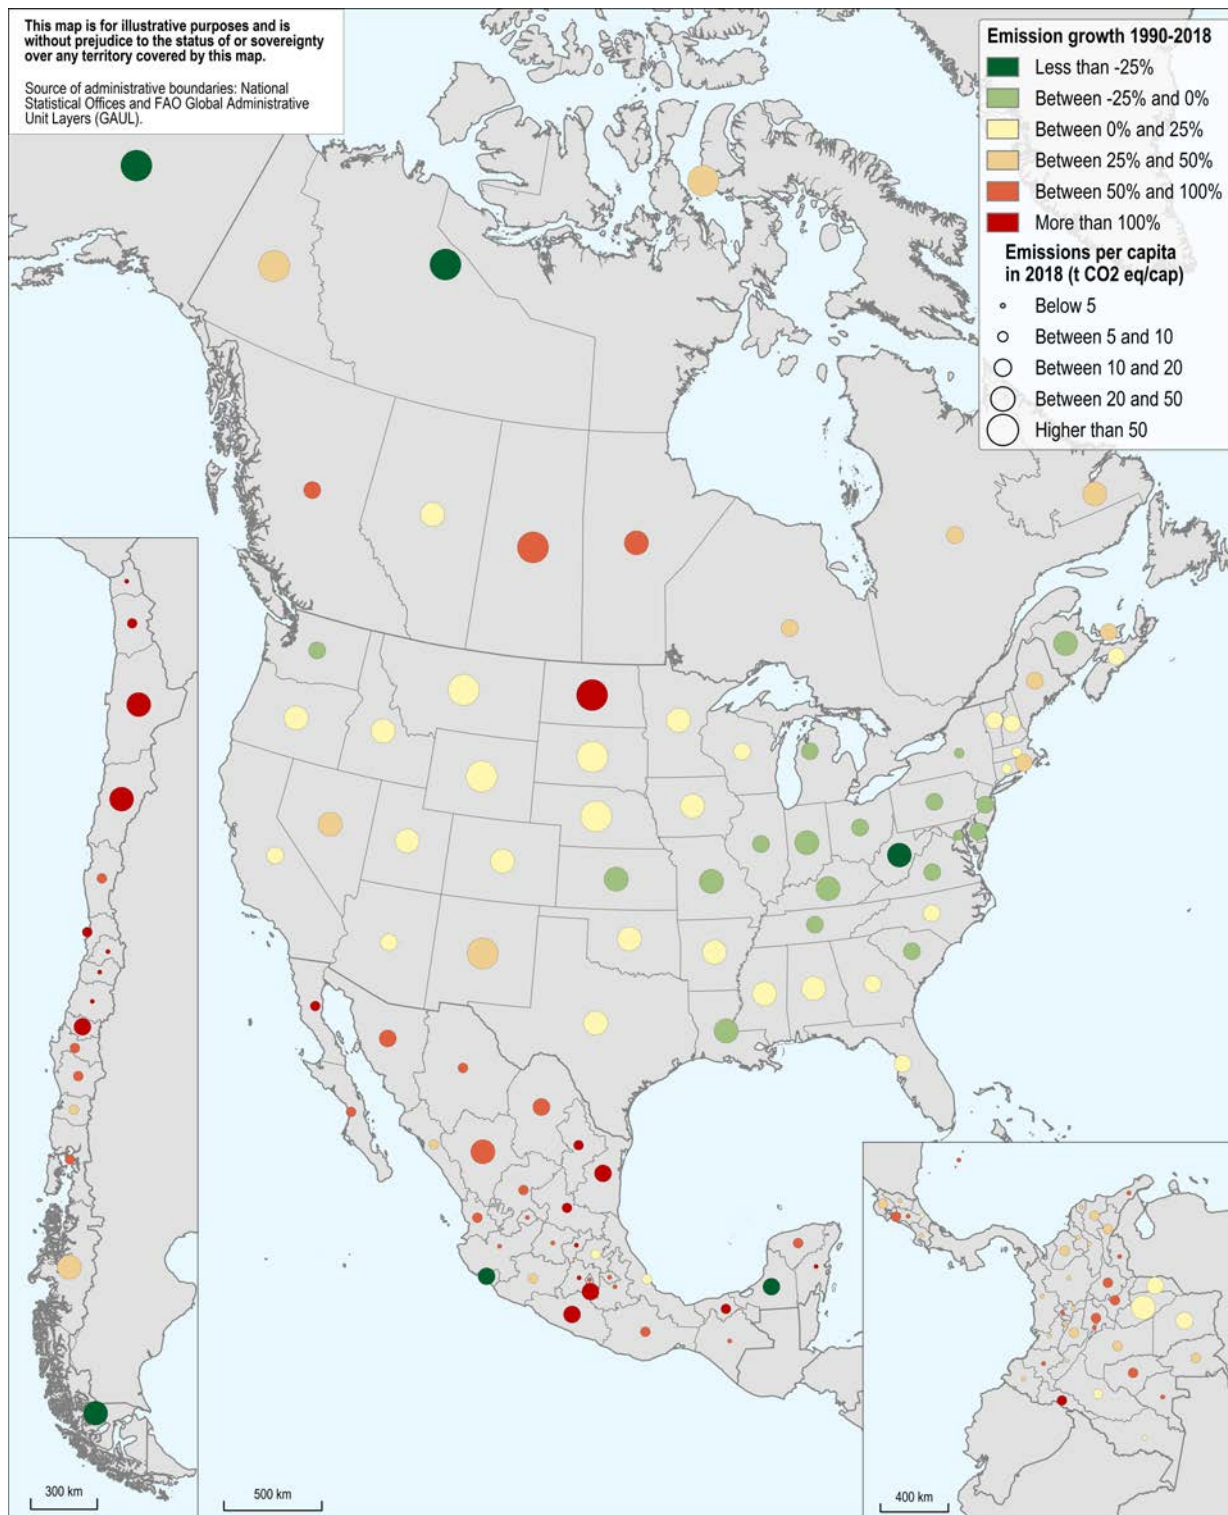 This map is for illustrative purposes and is
without prejudice to the status of or sovereignty
over any territory covered by this map.
Source of administrative boundaries: National
Statistical Offices and FAO Global Administrative
Unit Layers (GAUL).
Emission growth 1990-2018
Less than -25%
Between -25% and 0%
Between 0% and 25%
Between 25% and 50%
Between 50% and 100%
More than 100%
Emissions per capita
in 2018 (t CO2 eq/cap)
Below 5
Between 5 and 10
Between 10 and 20
Between 20 and 50
Higher than 50
300 km
500 km
400 km